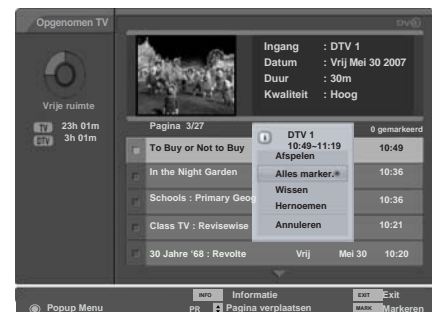 Opgenomen TV
DTV
Ingang : DTV 1
Datum : Vrij Mei 30 2007
Duur : 30m
Kwaliteit : Hoog
Vrije ruimte
TV 23h 01m
DTV 3h 01m
Pagina 3/27
0 gemarkeerd
To Buy or Not to Buy 10:49
In the Night Garden 10:36
Schools : Primary Geog 10:36
Class TV : Revisewise 10:21
30 Jahre '68 : Revolte Vrij Mei 30 10:20
DTV 1
10:49~11:19
Afspelen
Alles marker.
Wissen
Hernoemen
Annuleren
INFO Informatie EXIT Exit
Popup Menu PR Pagina verplaatsen MARK Markeren